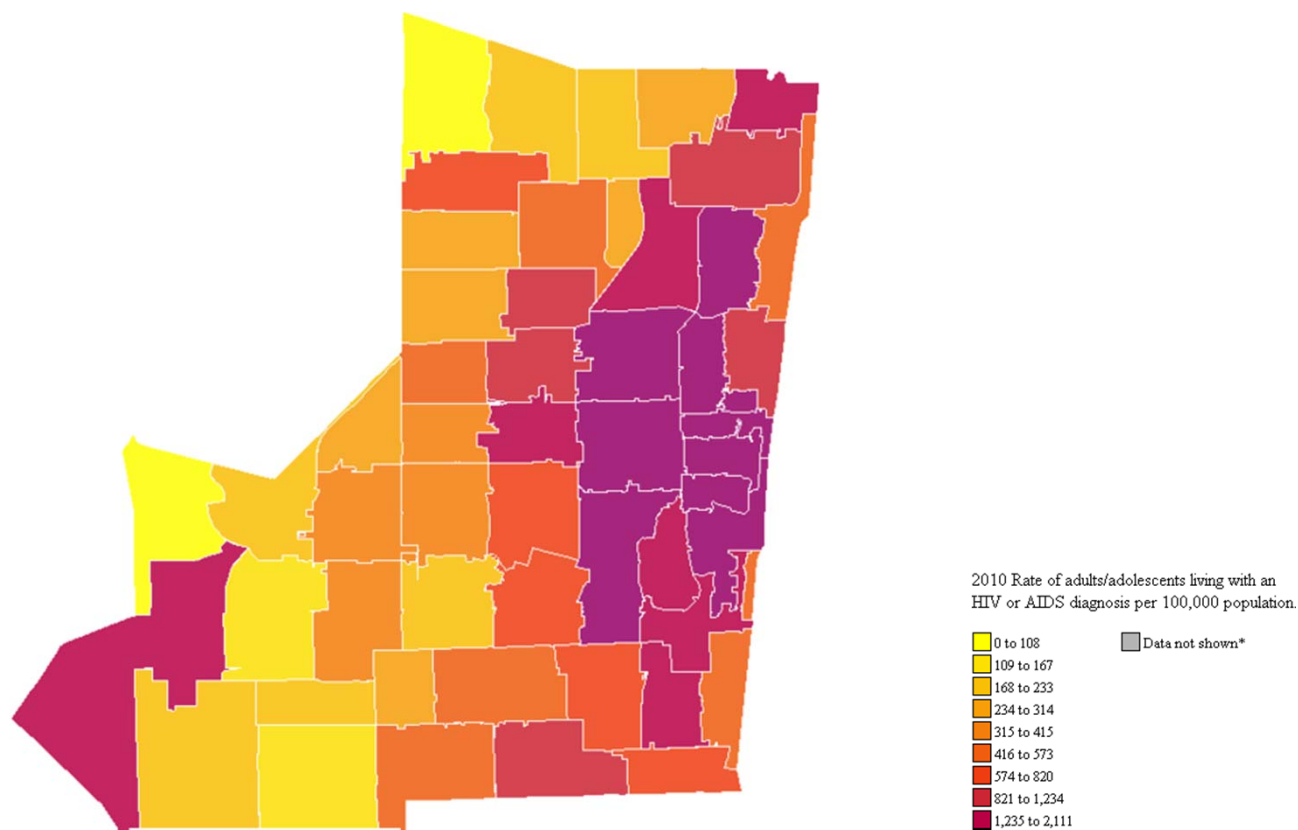 2010 Rate of adults/adolescents living with an
HIV or AIDS diagnosis per 100,000 population.
0 to 108
Data not shown*
109 to 167
168 to 233
234 to 314
315 to 415
416 to 573
574 to 820
821 to 1,234
1,235 to 2,111